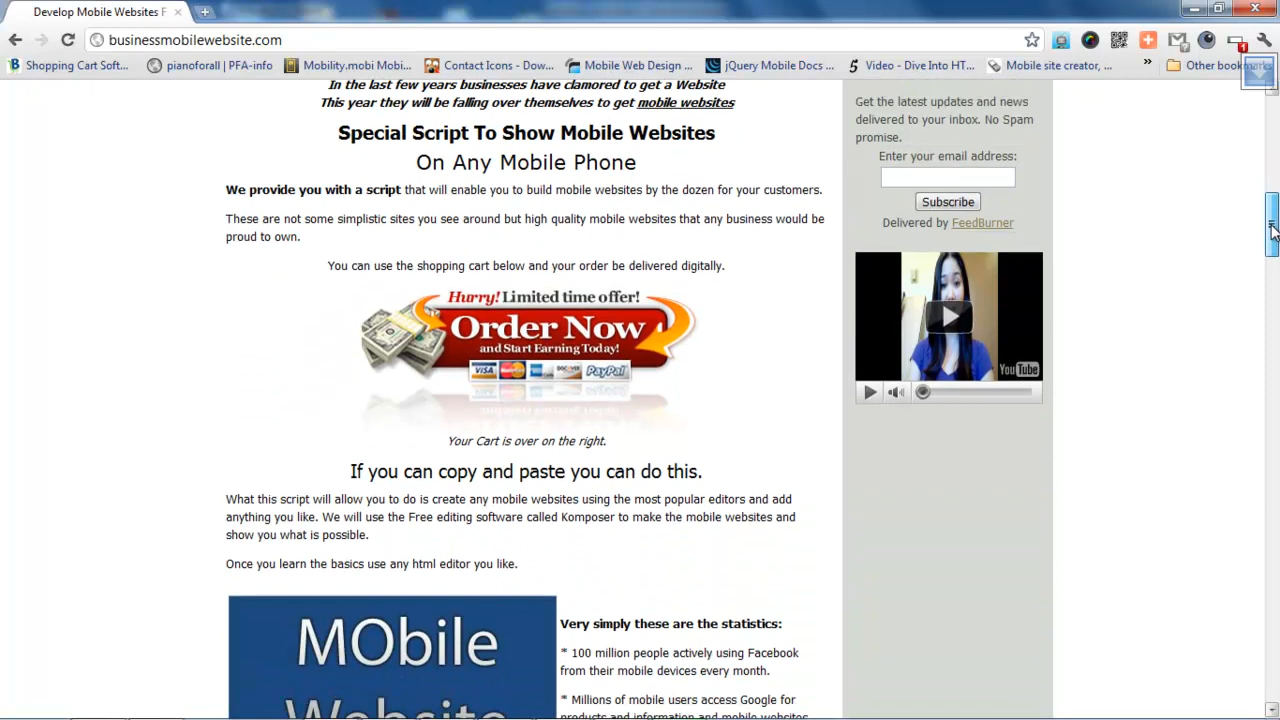 Develop Mobile Websites F
businessmobilewebsite.com
Shopping Cart Soft...
pianoforall | PFA-info
Mobility.mobi Mobi...
Contact Icons - Dow...
Mobile Web Design ...
jQuery Mobile Docs ...
5 Video - Dive Into HT...
Mobile site creator, ...
»
Other bookmarks
1
In the last few years businesses have clamored to get a Website
This year they will be falling over themselves to get mobile websites
Special Script To Show Mobile Websites
On Any Mobile Phone
We provide you with a script that will enable you to build mobile websites by the dozen for your customers.
These are not some simplistic sites you see around but high quality mobile websites that any business would be
proud to own.
You can use the shopping cart below and your order be delivered digitally.
Hurry! Limited time offer!
Order Now
and Start Earning Today!
VISA MasterCard DISCOVER PayPal
Your Cart is over on the right.
If you can copy and paste you can do this.
What this script will allow you to do is create any mobile websites using the most popular editors and add
anything you like. We will use the Free editing software called Komposer to make the mobile websites and
show you what is possible.
Once you learn the basics use any html editor you like.
MObile
Website
Very simply these are the statistics:
* 100 million people actively using Facebook
from their mobile devices every month.
* Millions of mobile users access Google for
products and information and mobile websites
Get the latest updates and news
delivered to your inbox. No Spam
promise.
Enter your email address:
Subscribe
Delivered by FeedBurner
YouTube